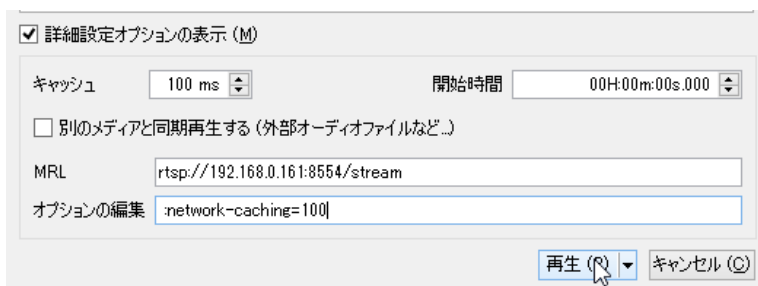 詳細設定オプションの表示 (M)
キャッシュ 100 ms 開始時間 00H:00m:00s.000
別のメディアと同期再生する (外部オーディオファイルなど...)
MRL rtsp://192.168.0.161:8554/stream
オプションの編集 :network-caching=100
再生 (P) キャンセル (C)